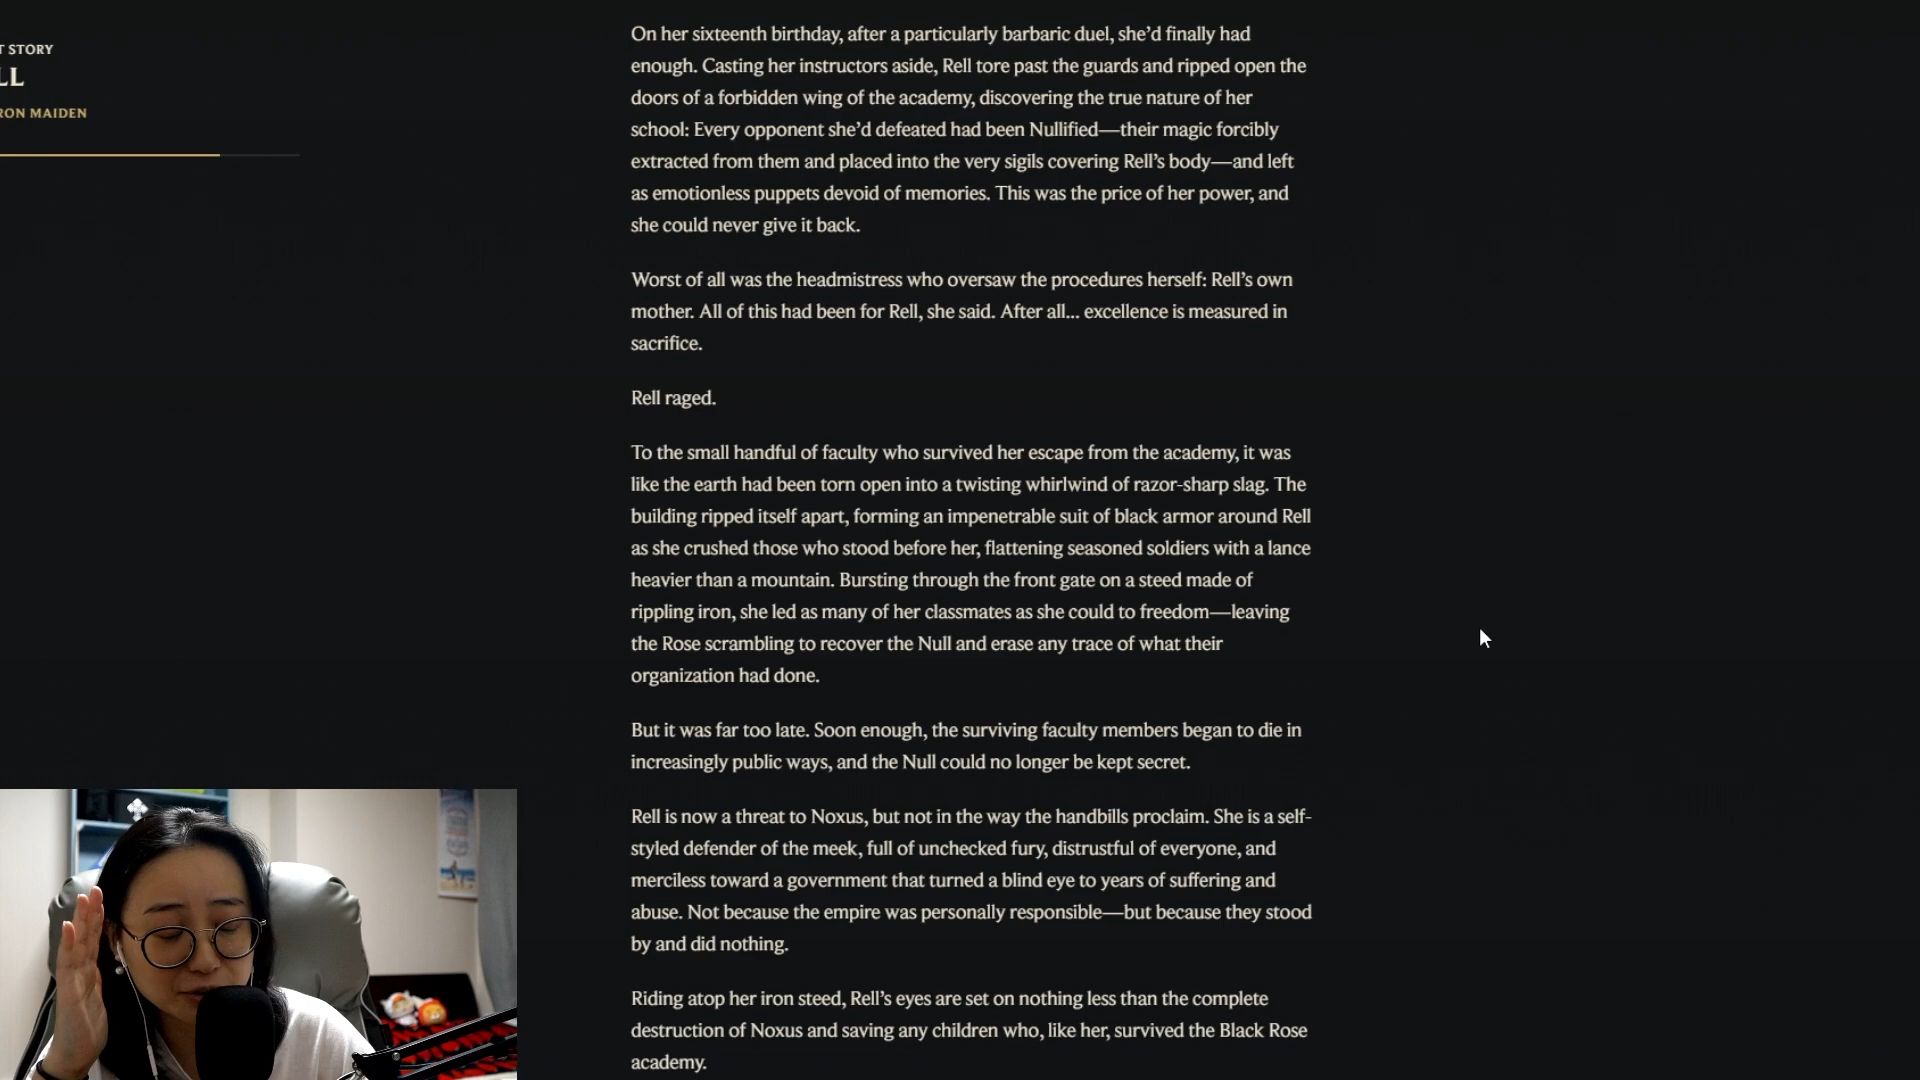 T STORY
LL
RON MAIDEN
On her sixteenth birthday, after a particularly barbaric duel, she’d finally had
enough. Casting her instructors aside, Rell tore past the guards and ripped open the
doors of a forbidden wing of the academy, discovering the true nature of her
school: Every opponent she’d defeated had been Nullified—their magic forcibly
extracted from them and placed into the very sigils covering Rell’s body—and left
as emotionless puppets devoid of memories. This was the price of her power, and
she could never give it back.
Worst of all was the headmistress who oversaw the procedures herself: Rell’s own
mother. All of this had been for Rell, she said. After all... excellence is measured in
sacrifice.
Rell raged.
To the small handful of faculty who survived her escape from the academy, it was
like the earth had been torn open into a twisting whirlwind of razor-sharp slag. The
building ripped itself apart, forming an impenetrable suit of black armor around Rell
as she crushed those who stood before her, flattening seasoned soldiers with a lance
heavier than a mountain. Bursting through the front gate on a steed made of
rippling iron, she led as many of her classmates as she could to freedom—leaving
the Rose scrambling to recover the Null and erase any trace of what their
organization had done.
But it was far too late. Soon enough, the surviving faculty members began to die in
increasingly public ways, and the Null could no longer be kept secret.
Rell is now a threat to Noxus, but not in the way the handbills proclaim. She is a self-
styled defender of the meek, full of unchecked fury, distrustful of everyone, and
merciless toward a government that turned a blind eye to years of suffering and
abuse. Not because the empire was personally responsible—but because they stood
by and did nothing.
Riding atop her iron steed, Rell’s eyes are set on nothing less than the complete
destruction of Noxus and saving any children who, like her, survived the Black Rose
academy.